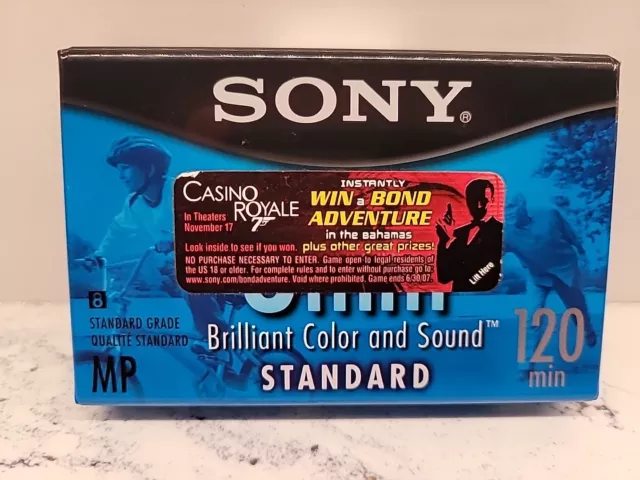 SONY®
CASINO ROYALE 007
In Theaters
November 17
INSTANTLY
WIN a BOND
ADVENTURE
in the BaHamas
plus other great prizes!
Look inside to see if you won.
NO PURCHASE NECESSARY TO ENTER. Game open to legal residents of
the US 18 or older. For complete rules and to enter without purchase go to
www.sony.com/bondadventure. Void where prohibited. Game ends 6/30/07.
Lift Here
8
STANDARD GRADE
QUALITÉ STANDARD
MP
Brilliant Color and Sound™
STANDARD
120
min